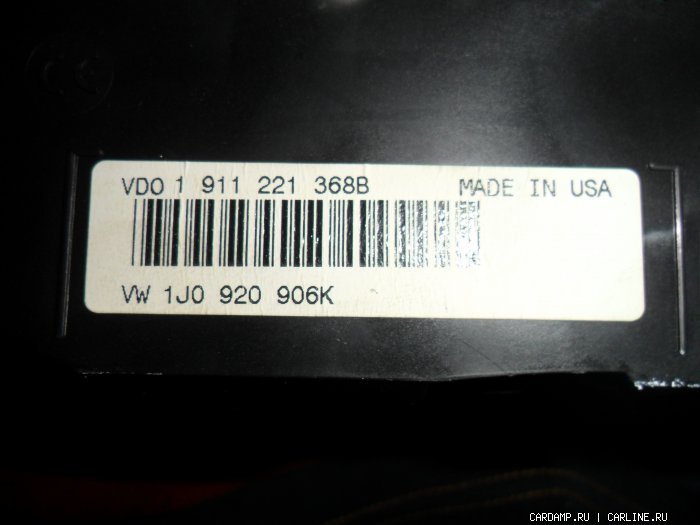 VDO 1 911 221 368B MADE IN USA
VW 1J0 920 906K
CARDAMP.RU | CARLINE.RU